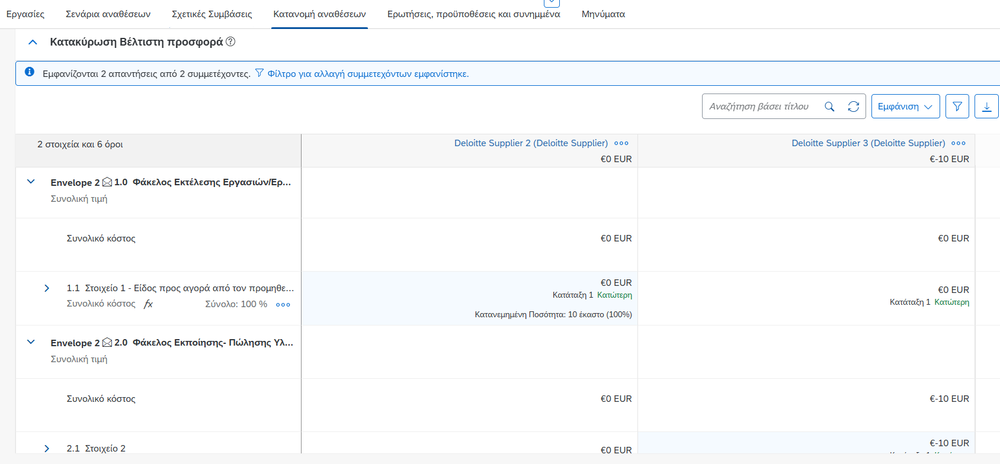 Εργασίες Σενάρια αναθέσεων Σχετικές Συμβάσεις Κατανομή αναθέσεων Ερωτήσεις, προϋποθέσεις και συνημμένα Μηνύματα
Κατακύρωση Βέλτιστη προσφορά
Εμφανίζονται 2 απαντήσεις από 2 συμμετέχοντες. Φίλτρο για αλλαγή συμμετεχόντων εμφανίστηκε.
Αναζήτηση βάσει τίτλου Εμφάνιση
2 στοιχεία και 6 όροι
Deloitte Supplier 2 (Deloitte Supplier)
€0 EUR
Deloitte Supplier 3 (Deloitte Supplier)
€-10 EUR
Envelope 2 1.0 Φάκελος Εκτέλεσης Εργασιών/Ερ...
Συνολική τιμή
Συνολικό κόστος €0 EUR €0 EUR
1.1 Στοιχείο 1 - Είδος προς αγορά από τον προμηθε...
Συνολικό κόστος fx Σύνολο: 100 %
€0 EUR
Κατάταξη 1 Κατώτερη
Κατανεμημένη Ποσότητα: 10 έκαστο (100%)
€0 EUR
Κατάταξη 1 Κατώτερη
Envelope 2 2.0 Φάκελος Εκποίησης- Πώλησης Υλ...
Συνολική τιμή
Συνολικό κόστος €0 EUR €-10 EUR
2.1 Στοιχείο 2 €0 EUR €-10 EUR